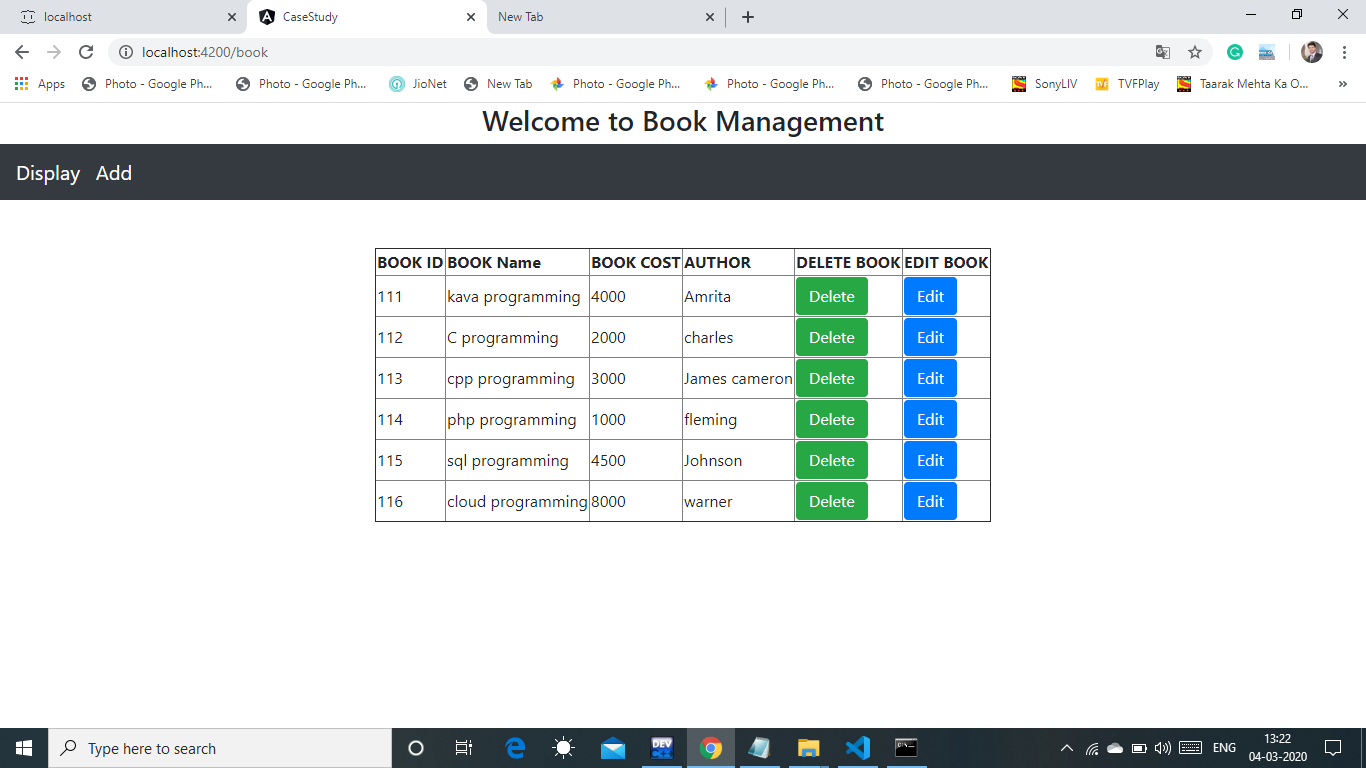 localhost
CaseStudy
New Tab
localhost:4200/book
Apps Photo - Google Ph... Photo - Google Ph... JioNet New Tab Photo - Google Ph... Photo - Google Ph... Photo - Google Ph... SonyLIV TVFPlay Taarak Mehta Ka O... »
Welcome to Book Management
Display Add
BOOK ID BOOK Name BOOK COST AUTHOR DELETE BOOK EDIT BOOK
111 kava programming 4000 Amrita Delete Edit
112 C programming 2000 charles Delete Edit
113 cpp programming 3000 James cameron Delete Edit
114 php programming 1000 fleming Delete Edit
115 sql programming 4500 Johnson Delete Edit
116 cloud programming 8000 warner Delete Edit
Type here to search
DEV
ENG
13:22
04-03-2020